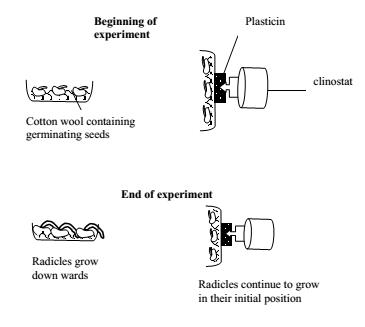 Beginning of
experiment
Plasticin
clinostat
Cotton wool containing
germinating seeds
End of experiment
Radicles grow
down wards
Radicles continue to grow
in their initial position